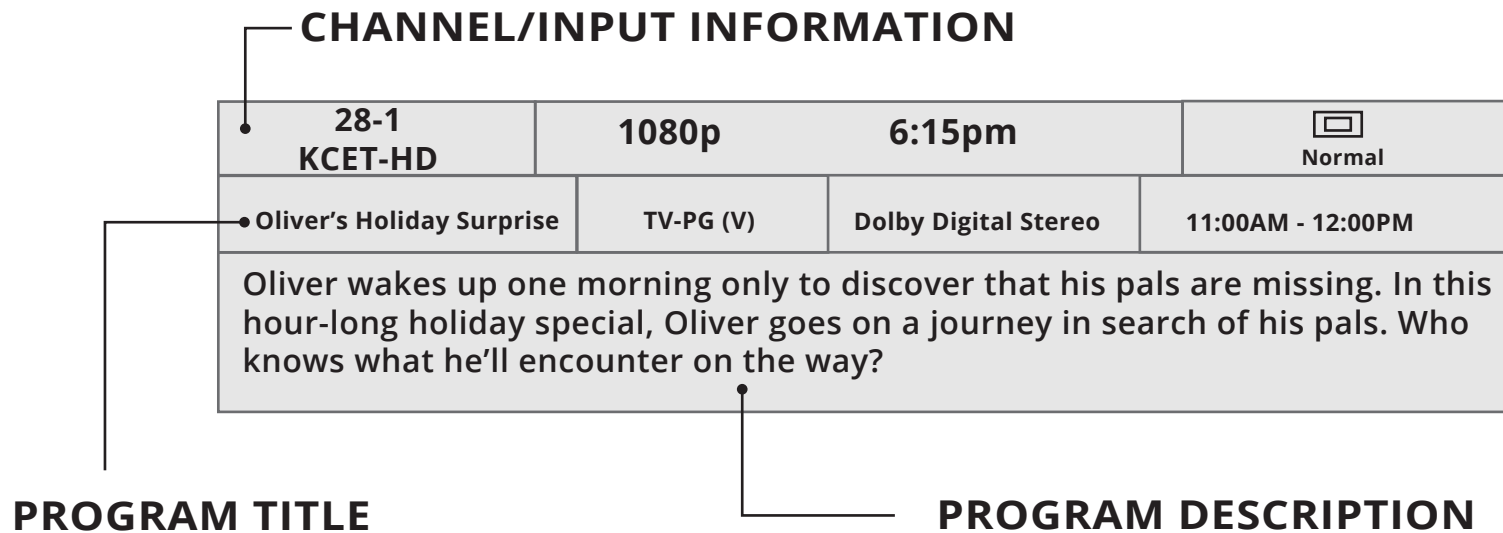 CHANNEL/INPUT INFORMATION
28-1
KCET-HD
1080p
6:15pm
Normal
Oliver’s Holiday Surprise
TV-PG (V)
Dolby Digital Stereo
11:00AM - 12:00PM
Oliver wakes up one morning only to discover that his pals are missing. In this
hour-long holiday special, Oliver goes on a journey in search of his pals. Who
knows what he’ll encounter on the way?
PROGRAM TITLE
PROGRAM DESCRIPTION